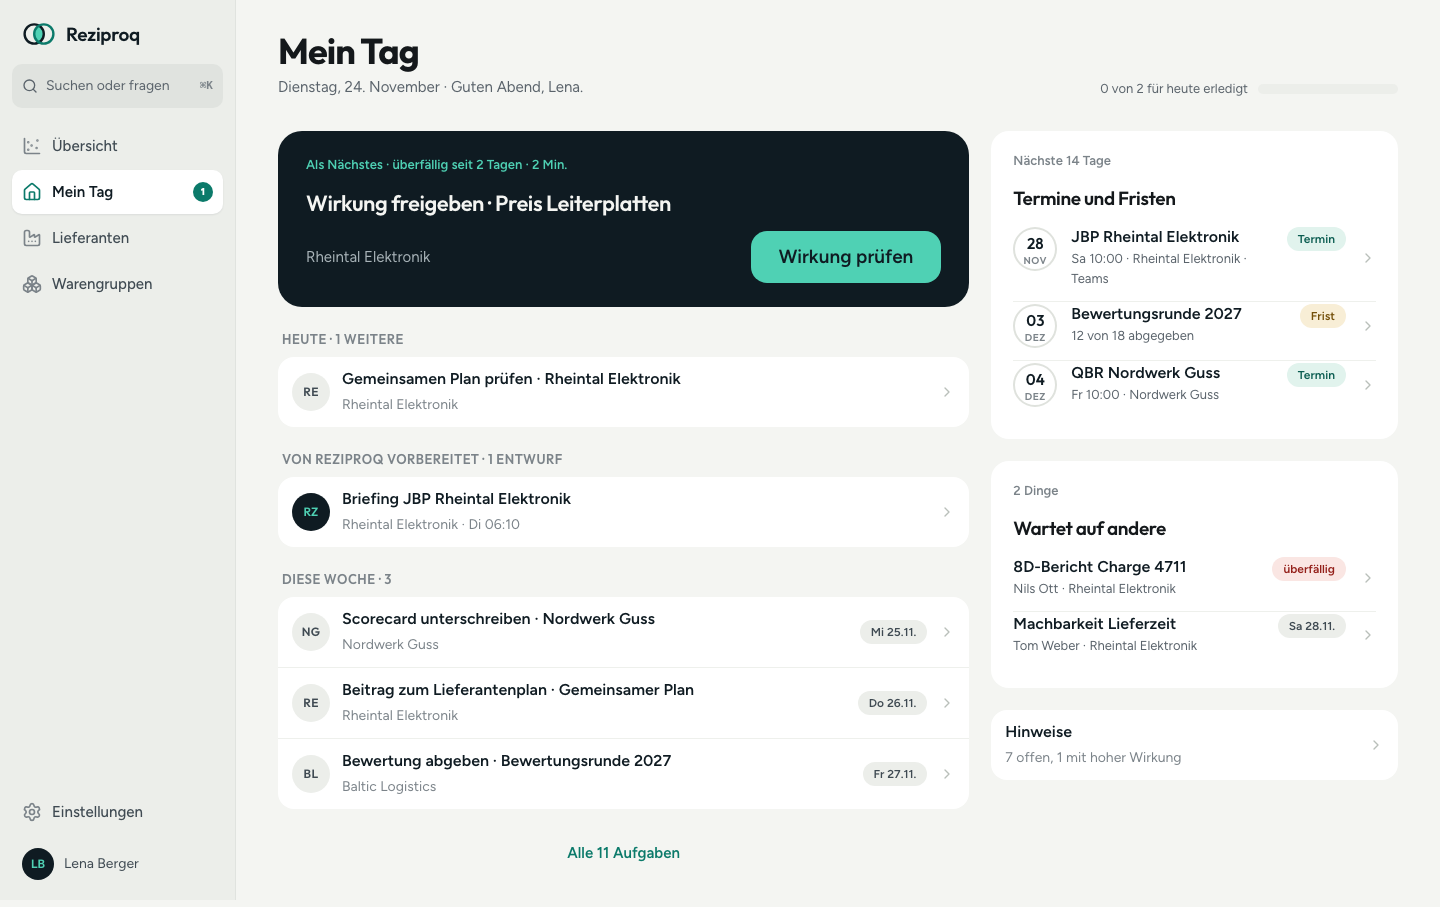 Reziproq
Suchen oder fragen ⌘K
Übersicht
Mein Tag 1
Lieferanten
Warengruppen
Einstellungen
LB Lena Berger
Mein Tag
Dienstag, 24. November · Guten Abend, Lena.
0 von 2 für heute erledigt
Als Nächstes · überfällig seit 2 Tagen · 2 Min.
Wirkung freigeben · Preis Leiterplatten
Rheintal Elektronik
Wirkung prüfen
HEUTE · 1 WEITERE
RE
Gemeinsamen Plan prüfen · Rheintal Elektronik
Rheintal Elektronik
VON REZIPROQ VORBEREITET · 1 ENTWURF
RZ
Briefing JBP Rheintal Elektronik
Rheintal Elektronik · Di 06:10
DIESE WOCHE · 3
NG
Scorecard unterschreiben · Nordwerk Guss
Nordwerk Guss
Mi 25.11.
RE
Beitrag zum Lieferantenplan · Gemeinsamer Plan
Rheintal Elektronik
Do 26.11.
BL
Bewertung abgeben · Bewertungsrunde 2027
Baltic Logistics
Fr 27.11.
Alle 11 Aufgaben
Nächste 14 Tage
Termine und Fristen
28
NOV
JBP Rheintal Elektronik
Sa 10:00 · Rheintal Elektronik ·
Teams
Termin
03
DEZ
Bewertungsrunde 2027
12 von 18 abgegeben
Frist
04
DEZ
QBR Nordwerk Guss
Fr 10:00 · Nordwerk Guss
Termin
2 Dinge
Wartet auf andere
8D-Bericht Charge 4711
Nils Ott · Rheintal Elektronik
überfällig
Machbarkeit Lieferzeit
Tom Weber · Rheintal Elektronik
Sa 28.11.
Hinweise
7 offen, 1 mit hoher Wirkung